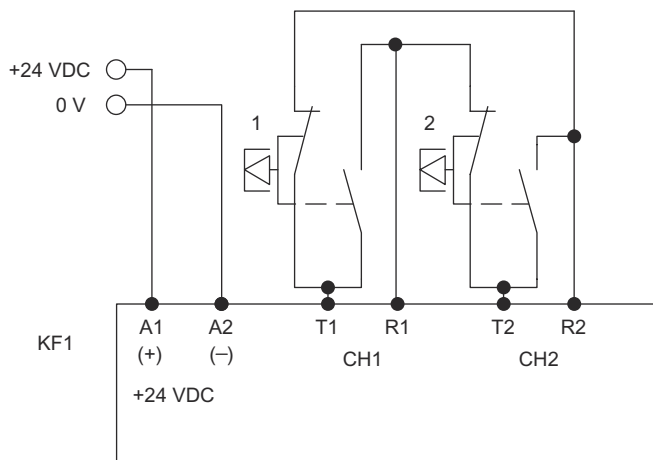 +24 VDC
0 V
1
2
KF1
A1 A2 T1 R1 T2 R2
(+) (−) CH1 CH2
+24 VDC